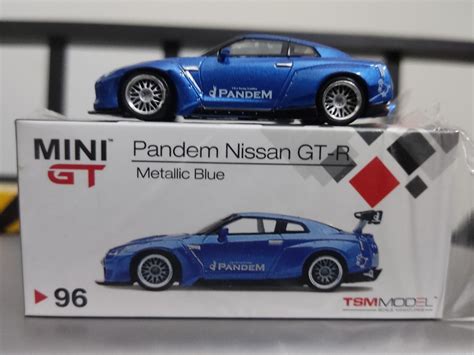 PANDEM
MINI GT
Pandem Nissan GT-R
Metallic Blue
PANDEM
96
TSMMODEL